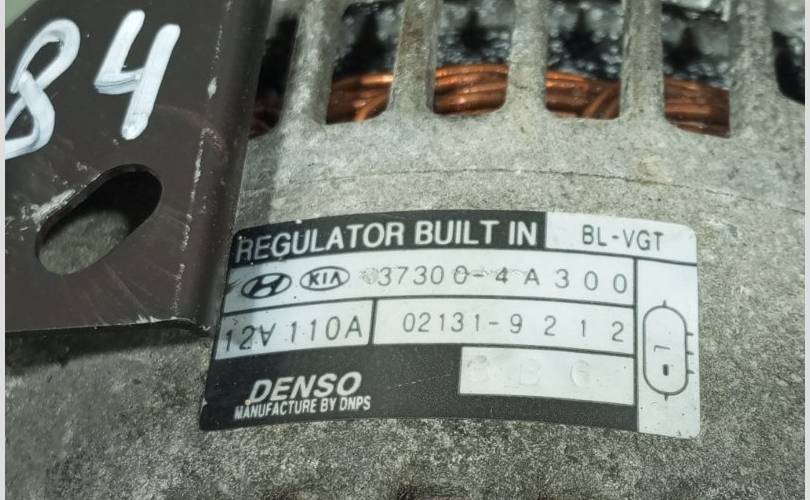 84
REGULATOR BUILT IN BL-VGT
KIA 37300-4A300
12V 110A 02131-9212
L
DENSO
MANUFACTURE BY DNPS